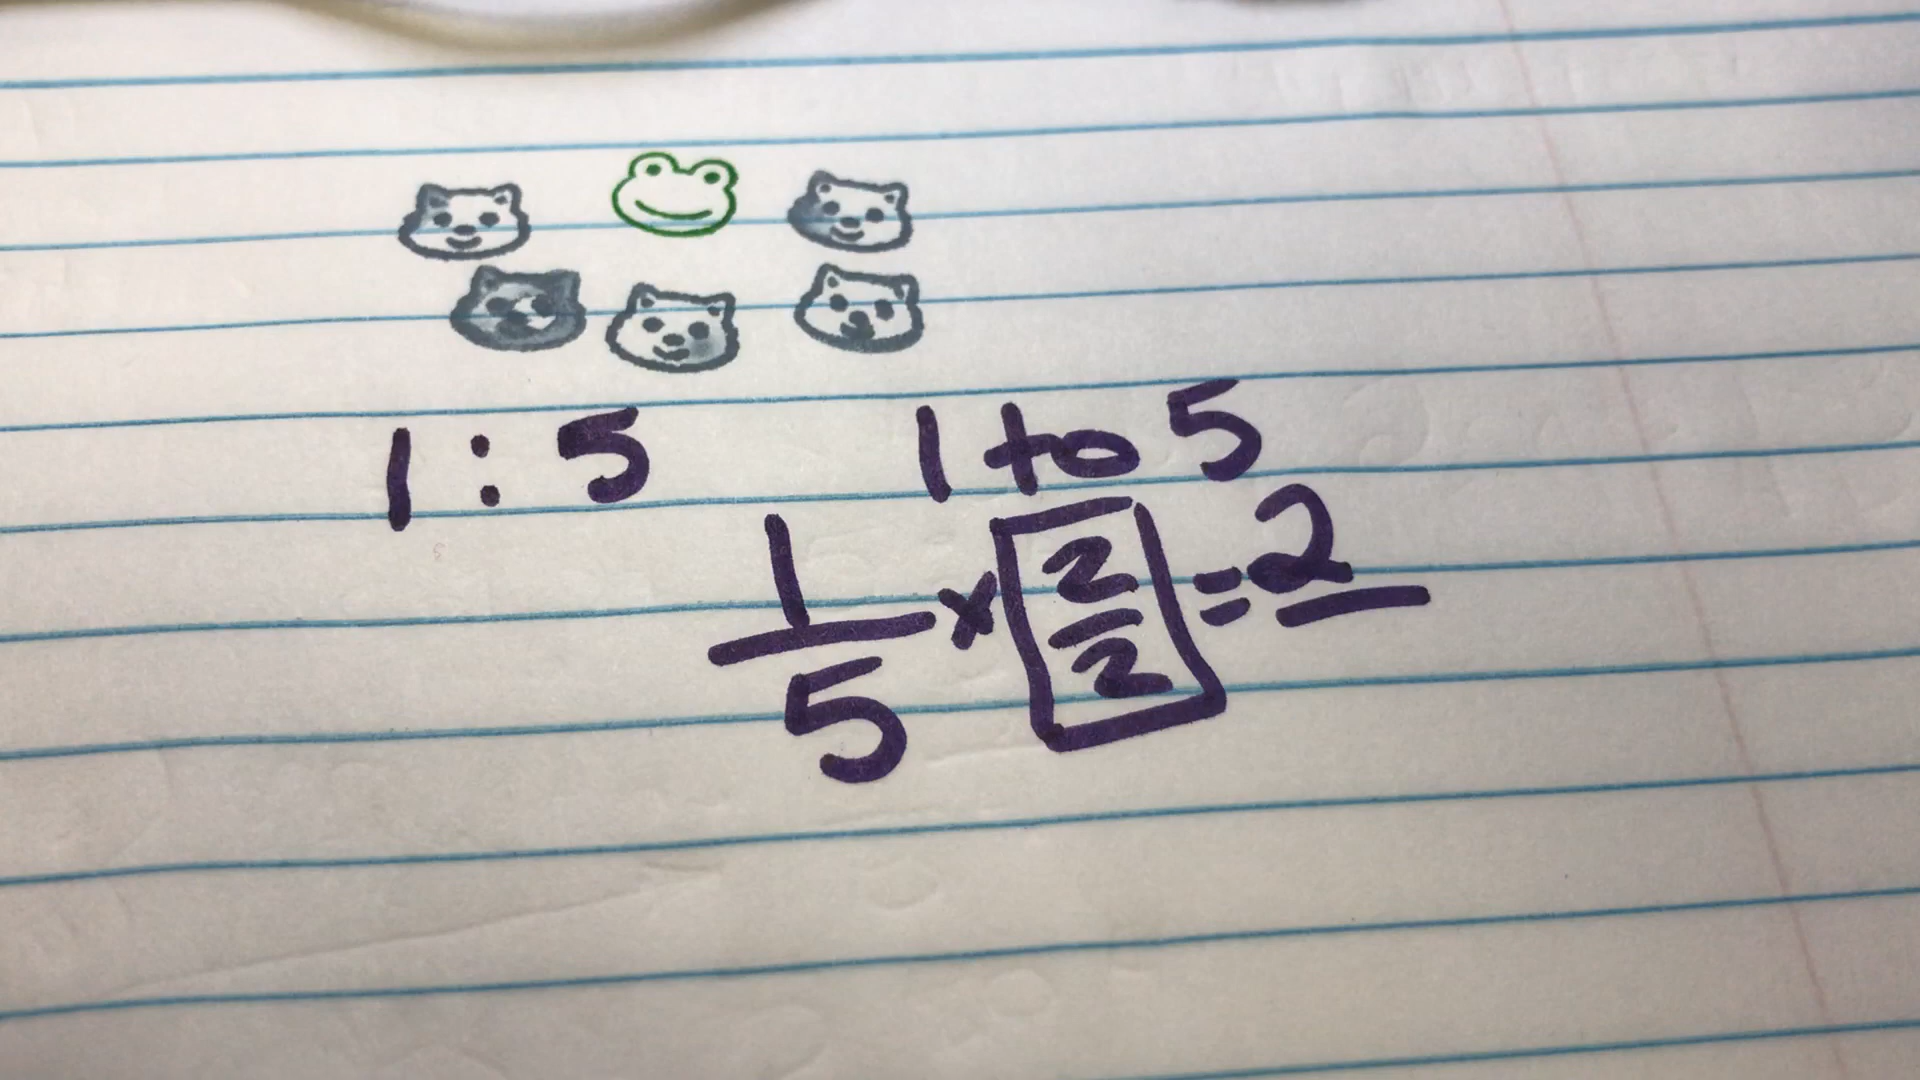 1 : 5 1 to 5
1/5 × 2/2 = 2/